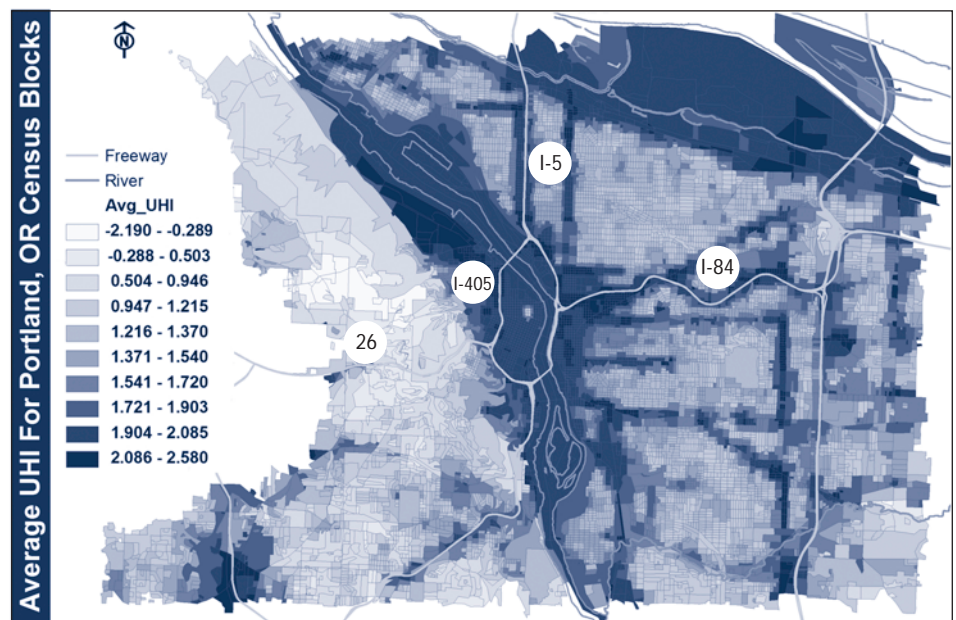 Average UHI For Portland, OR Census Blocks
N
Freeway
River
Avg_UHI
-2.190 - -0.289
-0.288 - 0.503
0.504 - 0.946
0.947 - 1.215
1.216 - 1.370
1.371 - 1.540
1.541 - 1.720
1.721 - 1.903
1.904 - 2.085
2.086 - 2.580
I-5
I-84
I-405
26